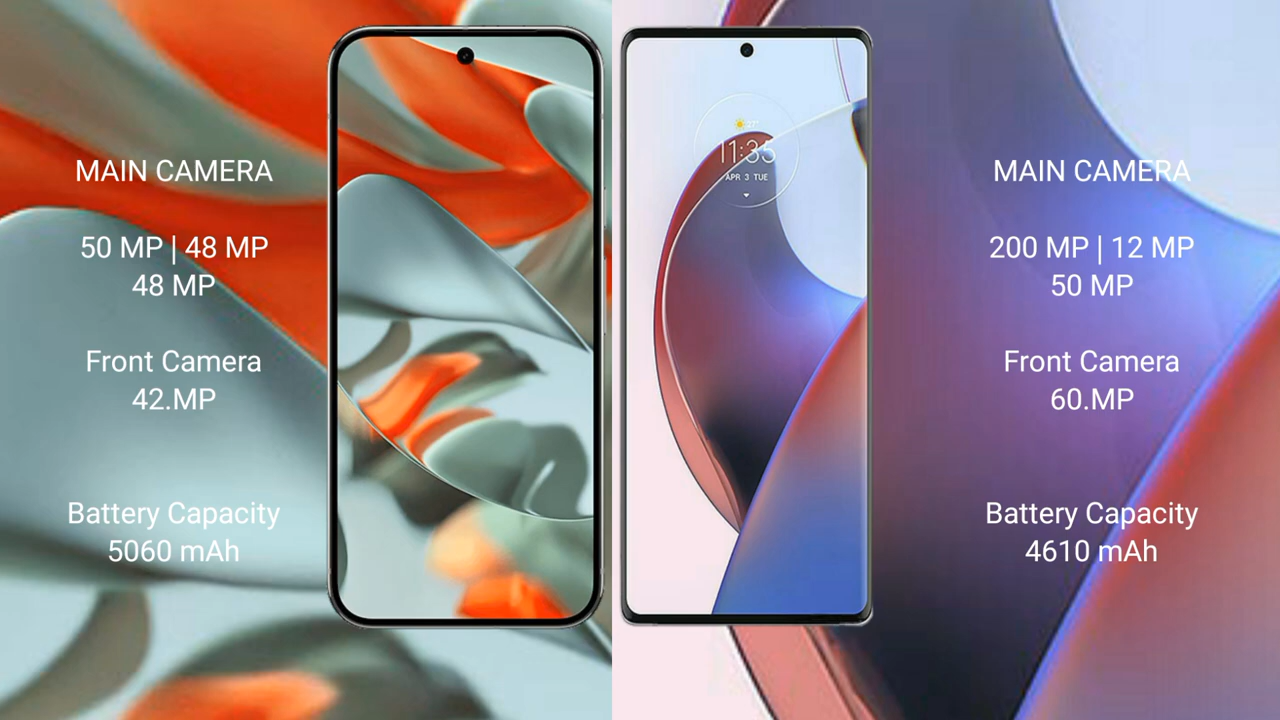 MAIN CAMERA
50 MP | 48 MP
48 MP
Front Camera
42.MP
Battery Capacity
5060 mAh
11:35
APR 3 TUE
MAIN CAMERA
200 MP | 12 MP
50 MP
Front Camera
60.MP
Battery Capacity
4610 mAh